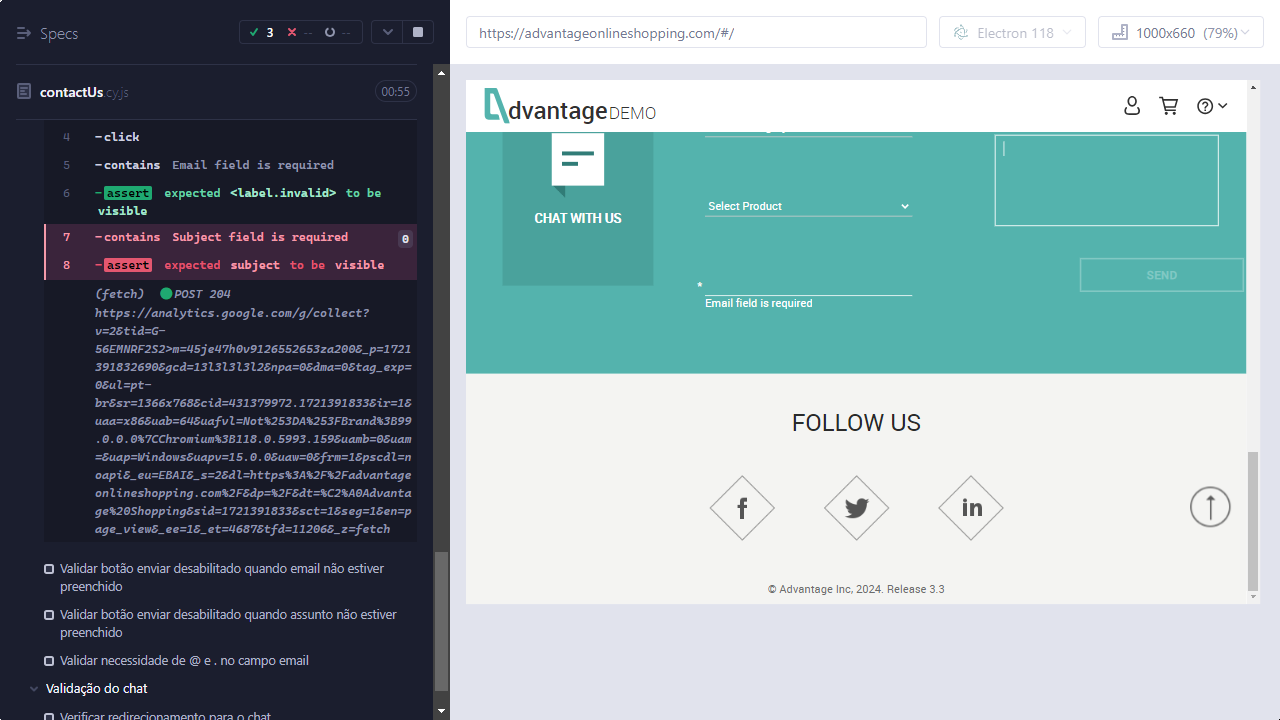 Specs
3
--
--
contactUs.cy.js
00:55
4 -click
5 -contains Email field is required
6 -assert expected <label.invalid> to be
visible
7 -contains Subject field is required 0
8 -assert expected subject to be visible
(fetch) POST 204
https://analytics.google.com/g/collect?
v=2&tid=G-
56EMNRF2S2>m=45je47h0v9126552653za200&_p=1721
391832690&gcd=13l3l3l3l2&npa=0&dma=0&tag_exp=
0&ul=pt-
br&sr=1366x768&cid=431379972.1721391833&ir=1&
uaa=x86&uab=64&uafvl=Not%253DA%253FBrand%3B99
.0.0.0%7CChromium%3B118.0.5993.159&uamb=0&uam
=&uap=Windows&uapv=15.0.0&uaw=0&frm=1&pscdl=n
oapi&_eu=EBAI&_s=2&dl=https%3A%2F%2Fadvantage
onlineshopping.com%2F&dp=%2F&dt=%C2%A0Advanta
ge%20Shopping&sid=1721391833&sct=1&seg=1&en=p
age_view&_ee=1&_et=4687&tfd=11206&_z=fetch
Validar botão enviar desabilitado quando email não estiver
preenchido
Validar botão enviar desabilitado quando assunto não estiver
preenchido
Validar necessidade de @ e . no campo email
Validação do chat
Verificar redirecionamento para o chat
https://advantageonlineshopping.com/#/
Electron 118
1000x660 (79%)
dvantageDEMO
CHAT WITH US
Select Product
*
Email field is required
SEND
FOLLOW US
© Advantage Inc, 2024. Release 3.3